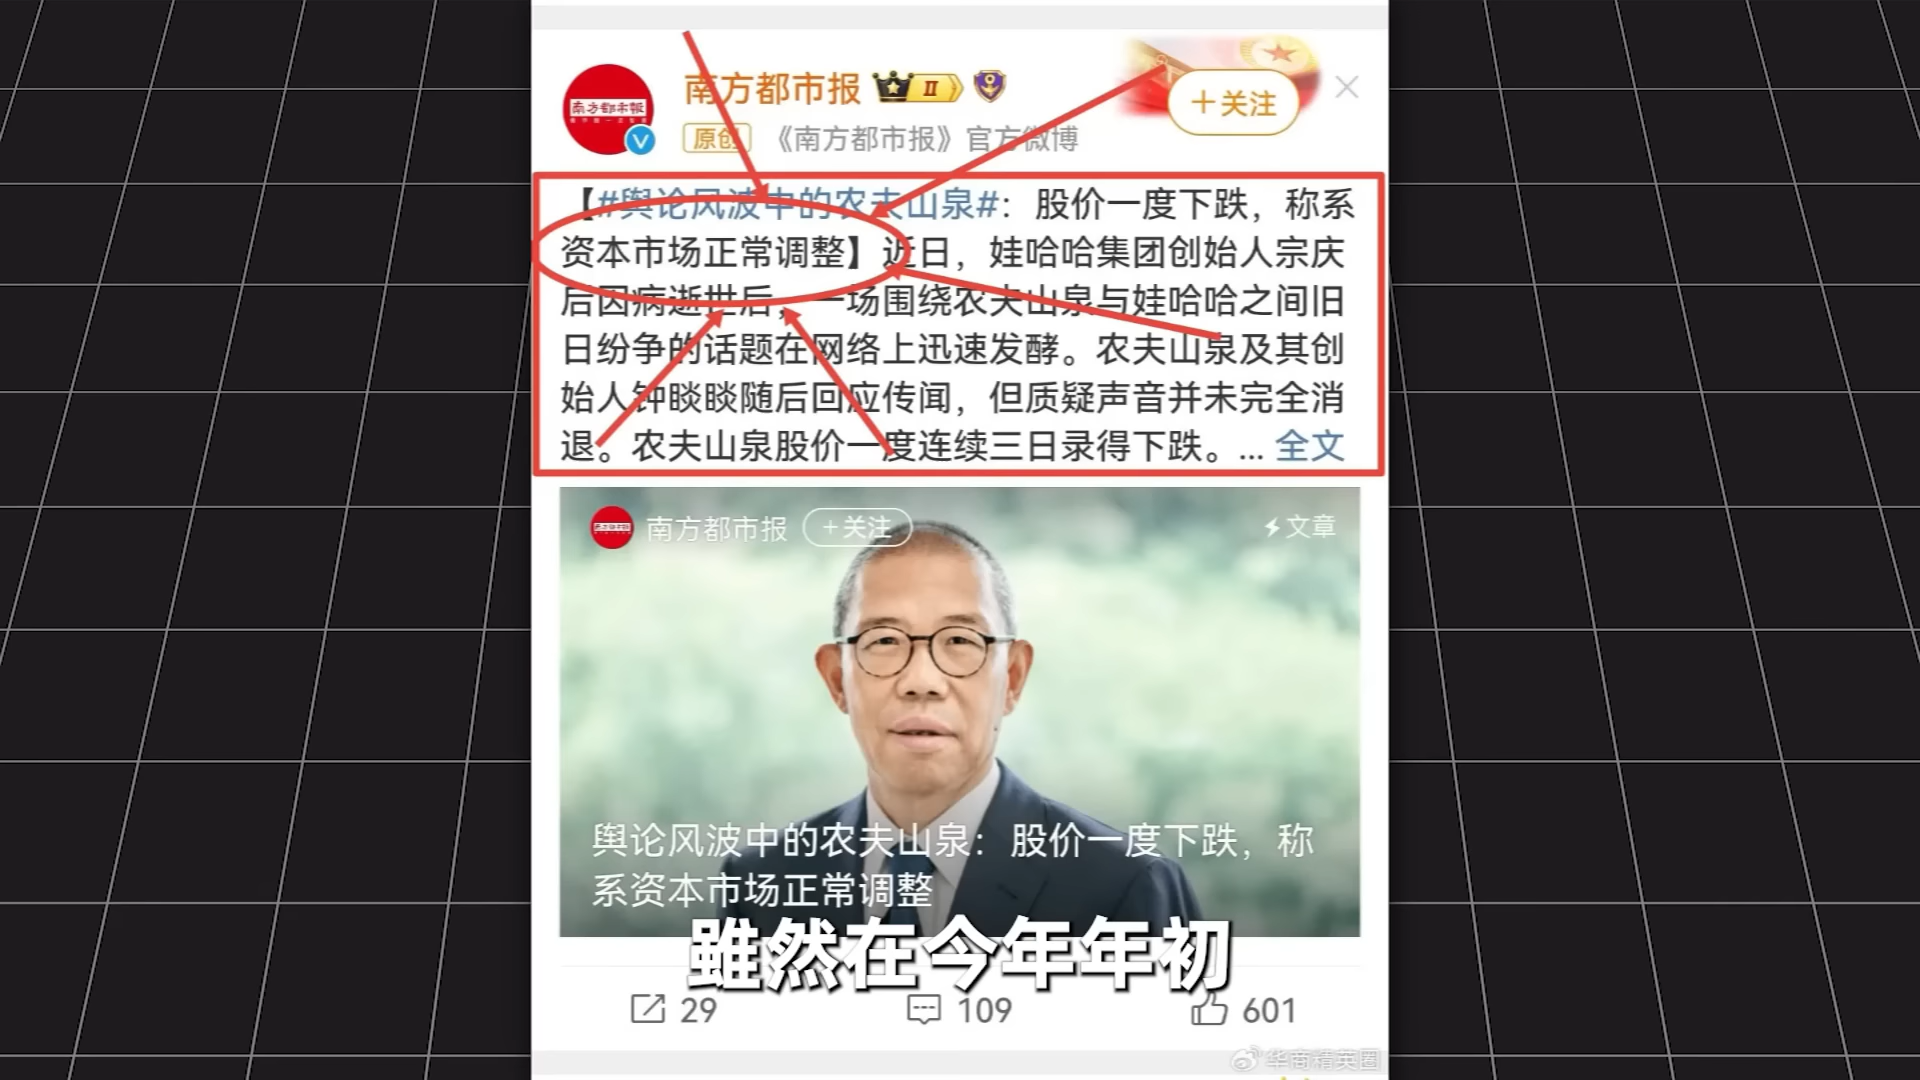 南方都市报
南方都市报 II
+关注
原创 《南方都市报》官方微博
【#舆论风波中的农夫山泉#：股价一度下跌，称系
资本市场正常调整】近日，娃哈哈集团创始人宗庆
后因病逝世后，一场围绕农夫山泉与娃哈哈之间旧
日纷争的话题在网络上迅速发酵。农夫山泉及其创
始人钟睒睒随后回应传闻，但质疑声音并未完全消
退。农夫山泉股价一度连续三日录得下跌。... 全文
南方都市报 +关注
文章
舆论风波中的农夫山泉：股价一度下跌，称
系资本市场正常调整
雖然在今年年初
29 109 601
华商精英圈